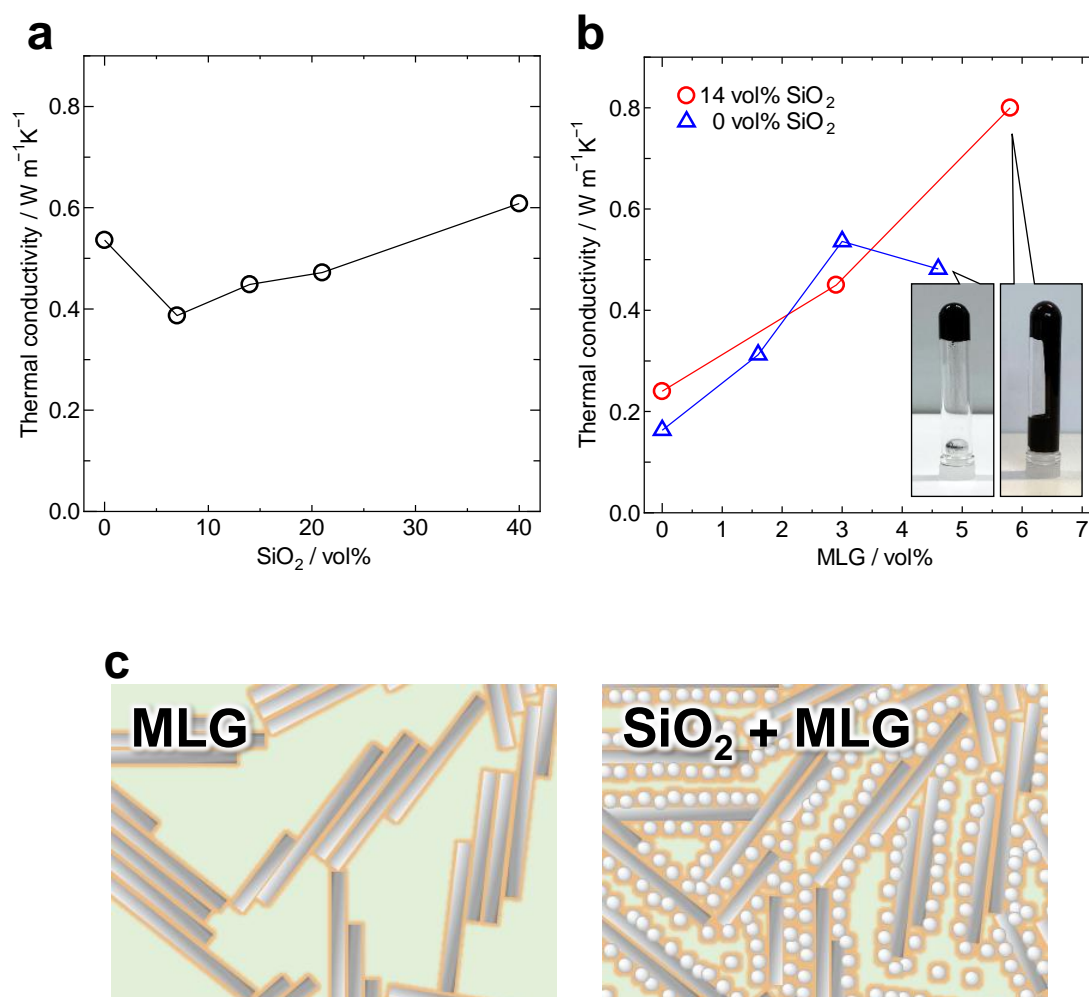 a
Thermal conductivity / W m⁻¹K⁻¹
0.8
0.6
0.4
0.2
0.0
0 10 20 30 40
SiO₂ / vol%
b
Thermal conductivity / W m⁻¹K⁻¹
14 vol% SiO₂
0 vol% SiO₂
0.8
0.6
0.4
0.2
0.0
0 1 2 3 4 5 6 7
MLG / vol%
c
MLG
SiO₂ + MLG